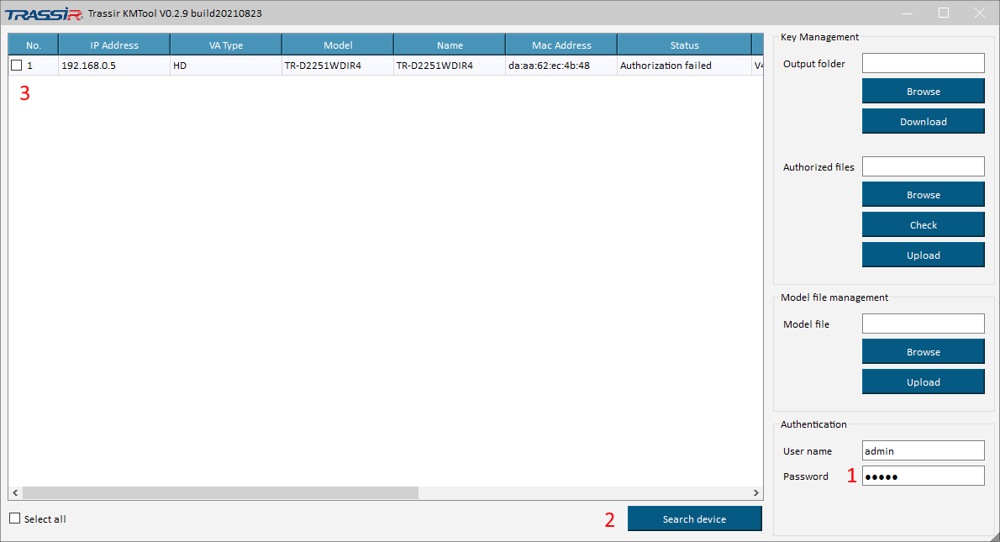 TRASSIR Trassir KMTool V0.2.9 build20210823
No. IP Address VA Type Model Name Mac Address Status
1 192.168.0.5 HD TR-D2251WDIR4 TR-D2251WDIR4 da:aa:62:ec:4b:48 Authorization failed V4
3
Select all
2 Search device
Key Management
Output folder
Browse
Download
Authorized files
Browse
Check
Upload
Model file management
Model file
Browse
Upload
Authentication
User name admin
Password 1 ●●●●●